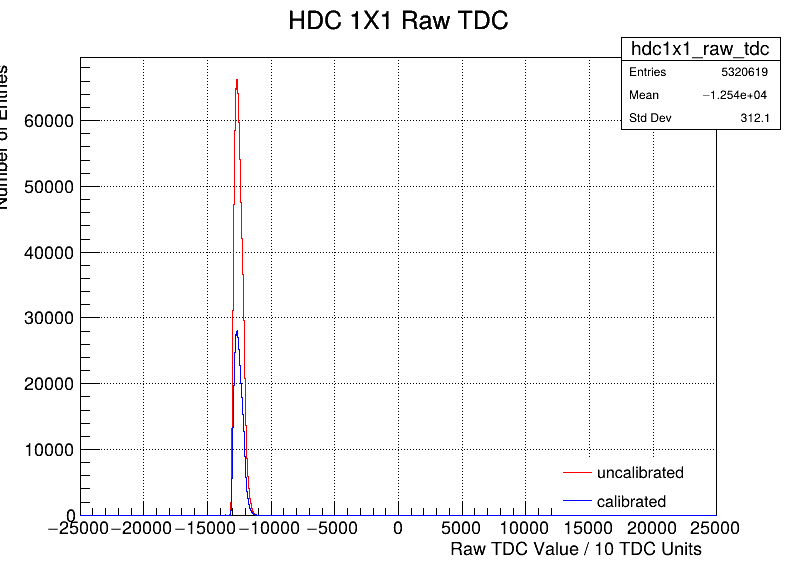 HDC 1X1 Raw TDC
hdc1x1_raw_tdc
Entries 5320619
Mean −1.254e+04
Std Dev 312.1
Number of Entries
60000
50000
40000
30000
20000
10000
0
uncalibrated
calibrated
−25000 −20000 −15000 −10000 −5000 0 5000 10000 15000 20000 25000
Raw TDC Value / 10 TDC Units